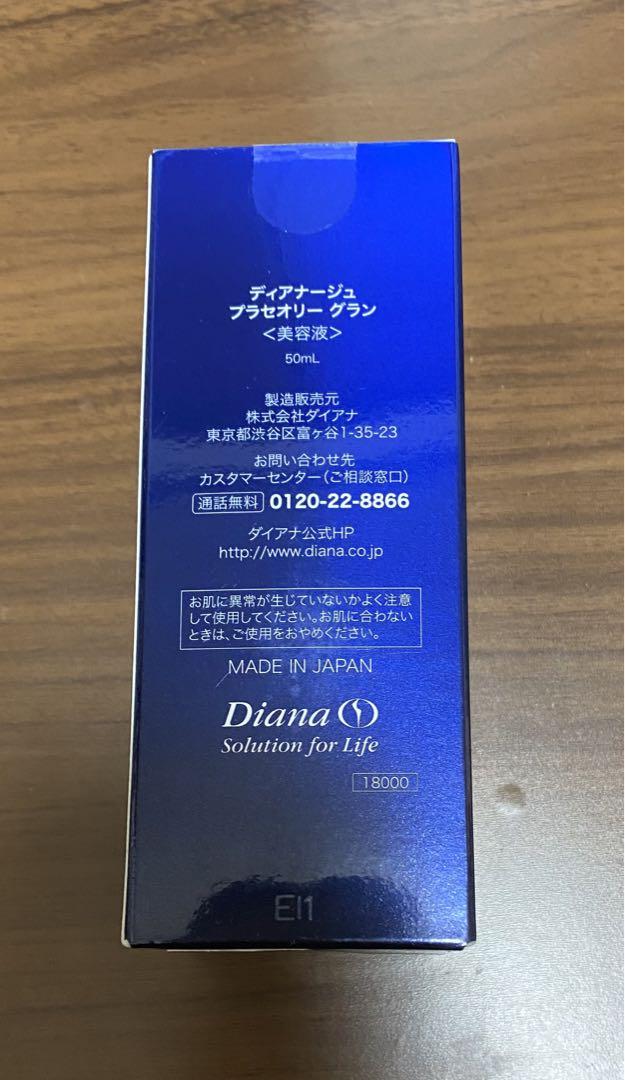 ディアナージュ
プラセオリー グラン
＜美容液＞
50mL
製造販売元
株式会社ダイアナ
東京都渋谷区富ヶ谷1-35-23
お問い合わせ先
カスタマーセンター（ご相談窓口）
通話無料 0120-22-8866
ダイアナ公式HP
http://www.diana.co.jp
お肌に異常が生じていないかよく注意
して使用してください。お肌に合わない
ときは、ご使用をおやめください。
MADE IN JAPAN
Diana
Solution for Life
18000
EI1